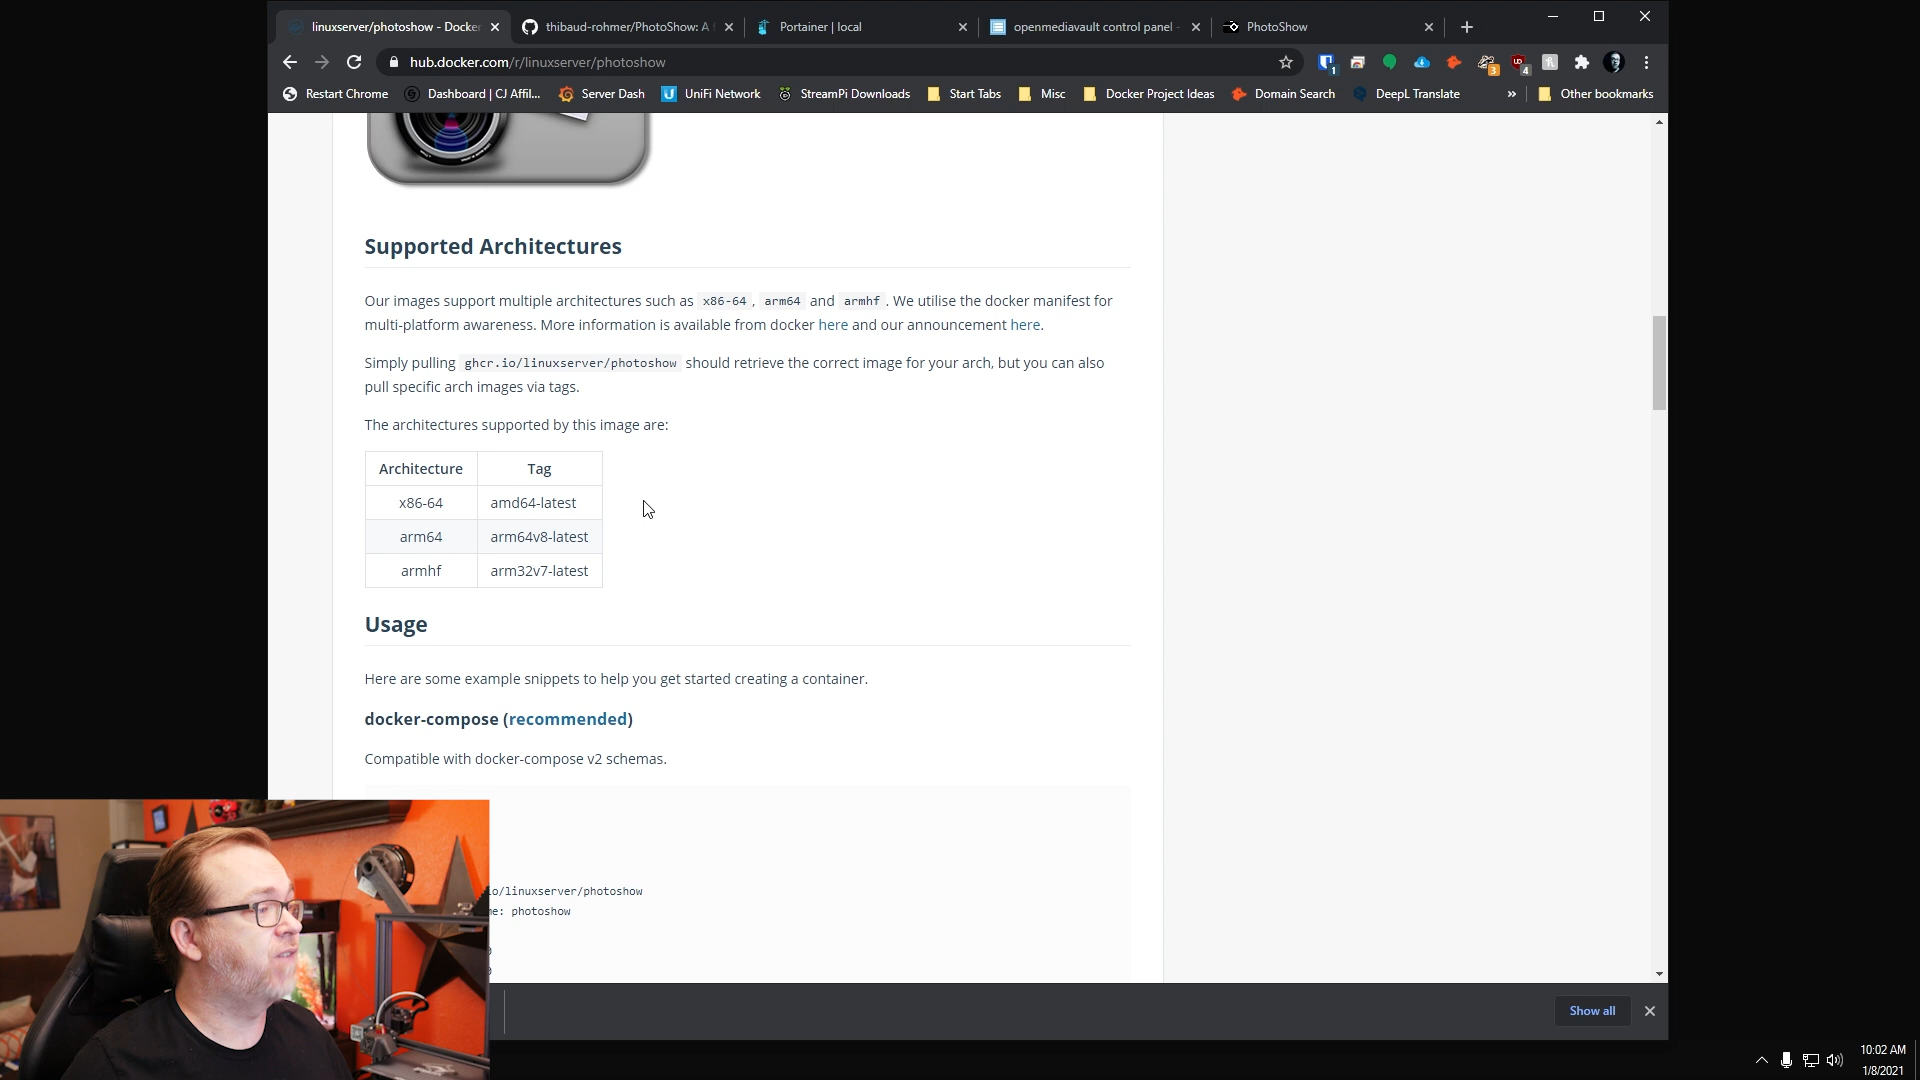 linuxserver/photoshow - Docker
thibaud-rohmer/PhotoShow: A
Portainer | local
openmediavault control panel -
PhotoShow
hub.docker.com/r/linuxserver/photoshow
Restart Chrome
Dashboard | CJ Affil...
Server Dash
UniFi Network
StreamPi Downloads
Start Tabs
Misc
Docker Project Ideas
Domain Search
DeepL Translate
»
Other bookmarks
Supported Architectures
Our images support multiple architectures such as x86-64 , arm64 and armhf . We utilise the docker manifest for
multi-platform awareness. More information is available from docker here and our announcement here.
Simply pulling ghcr.io/linuxserver/photoshow should retrieve the correct image for your arch, but you can also
pull specific arch images via tags.
The architectures supported by this image are:
Architecture Tag
x86-64 amd64-latest
arm64 arm64v8-latest
armhf arm32v7-latest
Usage
Here are some example snippets to help you get started creating a container.
docker-compose (recommended)
Compatible with docker-compose v2 schemas.
io/linuxserver/photoshow
me: photoshow
Show all
10:02 AM
1/8/2021